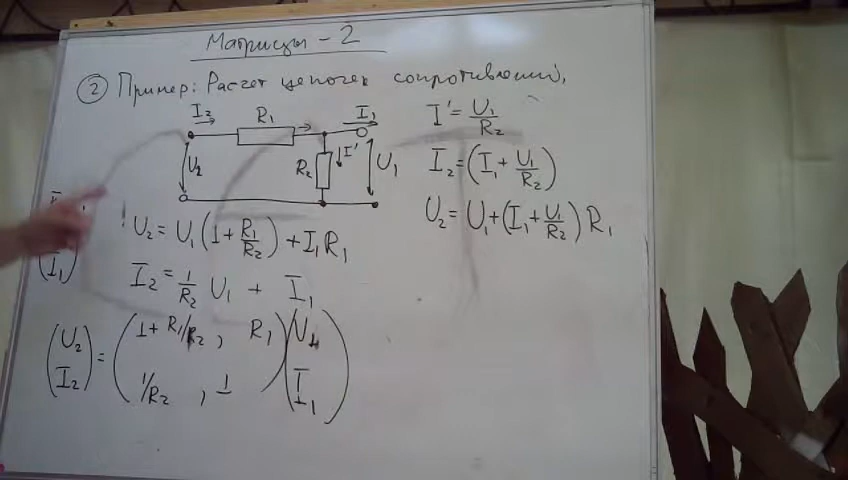 Матрицы - 2
② Пример: Расчет цепочек сопротивлений,
I₂ R₁ I₁
U₂ R₂ I' U₁
I' = U₁/R₂
I₂ = (I₁ + U₁/R₂)
U₂ = U₁ + (I₁ + U₁/R₂) R₁
! U₂ = U₁(1 + R₁/R₂) + I₁R₁
I₂ = 1/R₂ U₁ + I₁
I₁)
(U₂ I₂) = (1 + R₁/R₂, R₁
1/R₂, 1) (U₁ I₁)